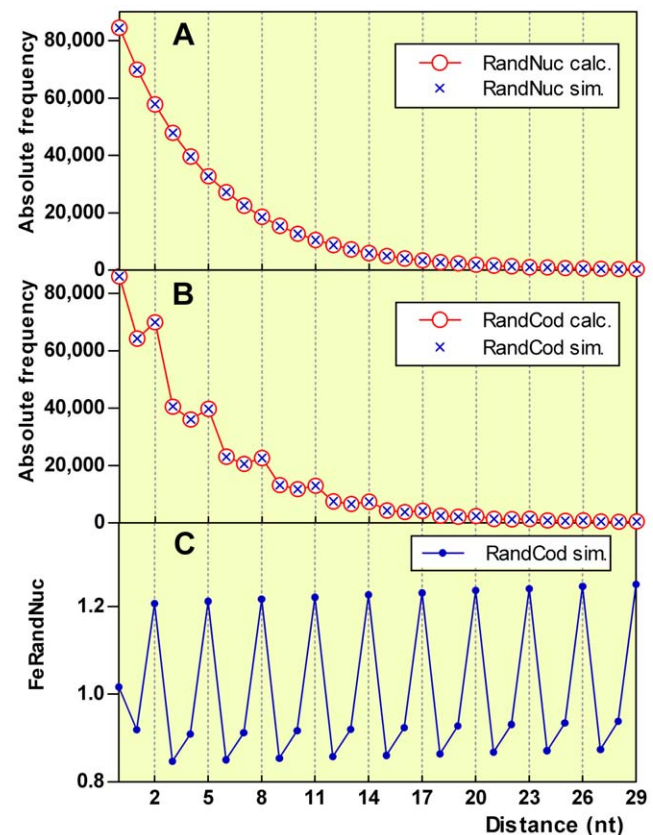 A
80,000
60,000
40,000
20,000
0
Absolute frequency
RandNuc calc.
RandNuc sim.
B
80,000
60,000
40,000
20,000
0
Absolute frequency
RandCod calc.
RandCod sim.
C
1.2
1.0
0.8
FeRandNuc
RandCod sim.
2 5 8 11 14 17 20 23 26 29
Distance (nt)